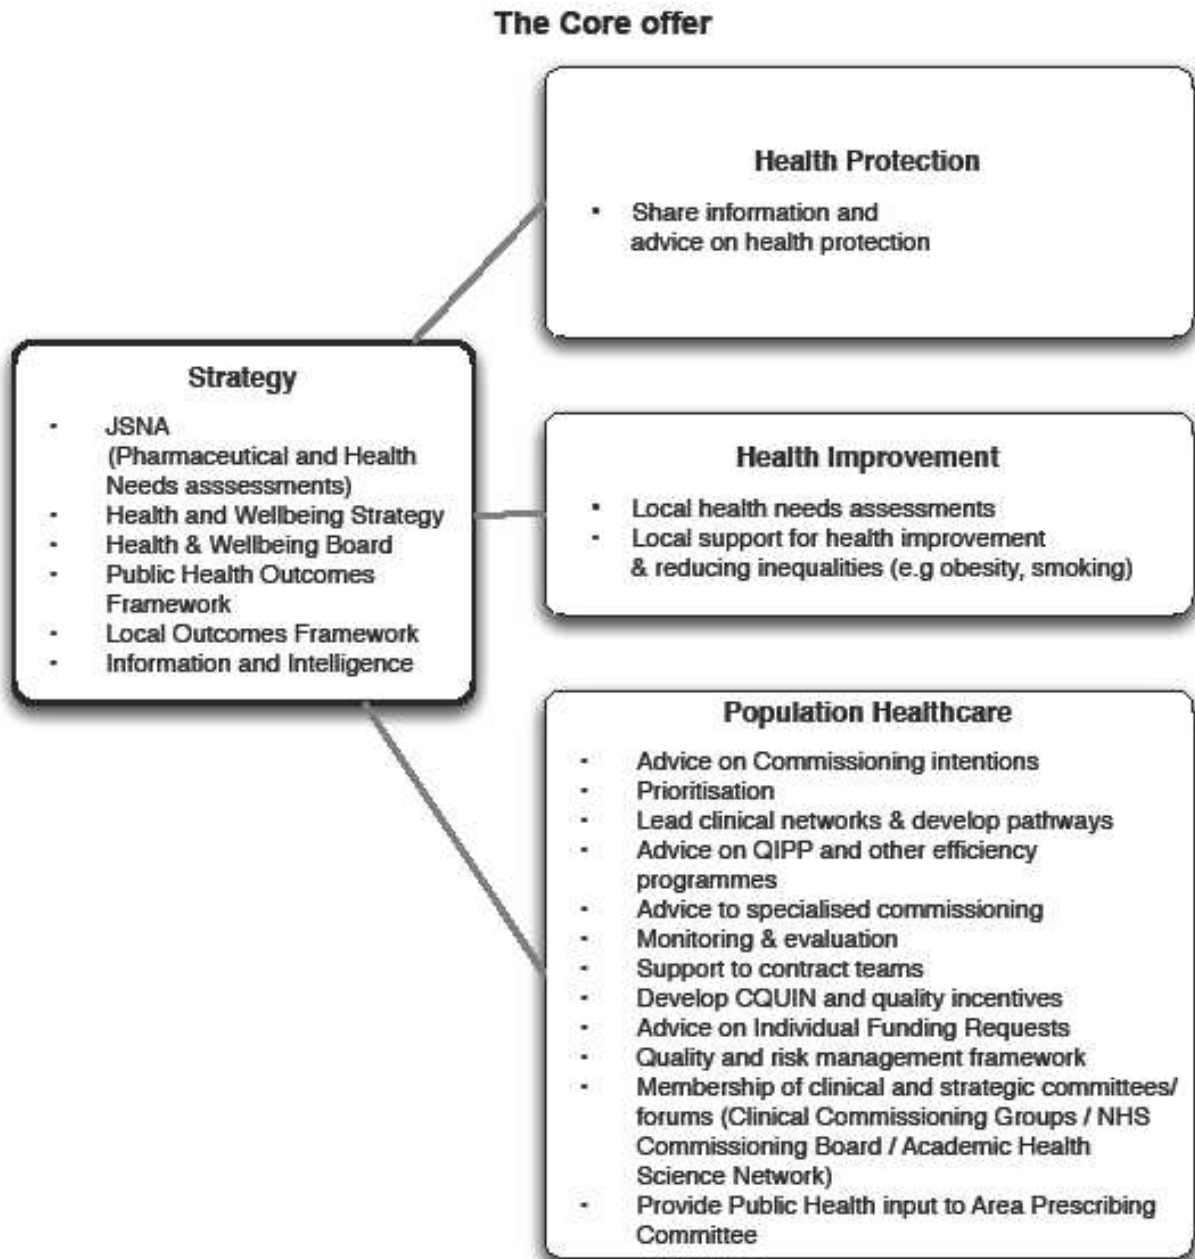 The Core offer
Health Protection
• Share information and
advice on health protection
Strategy
- JSNA
(Pharmaceutical and Health
Needs asssessments)
- Health and Wellbeing Strategy
- Health & Wellbeing Board
- Public Health Outcomes
Framework
- Local Outcomes Framework
- Information and Intelligence
Health Improvement
• Local health needs assessments
• Local support for health improvement
& reducing inequalities (e.g obesity, smoking)
Population Healthcare
- Advice on Commissioning intentions
- Prioritisation
- Lead clinical networks & develop pathways
- Advice on QIPP and other efficiency
programmes
- Advice to specialised commissioning
- Monitoring & evaluation
- Support to contract teams
- Develop CQUIN and quality incentives
- Advice on Individual Funding Requests
- Quality and risk management framework
- Membership of clinical and strategic committees/
forums (Clinical Commissioning Groups / NHS
Commissioning Board / Academic Health
Science Network)
- Provide Public Health input to Area Prescribing
Committee